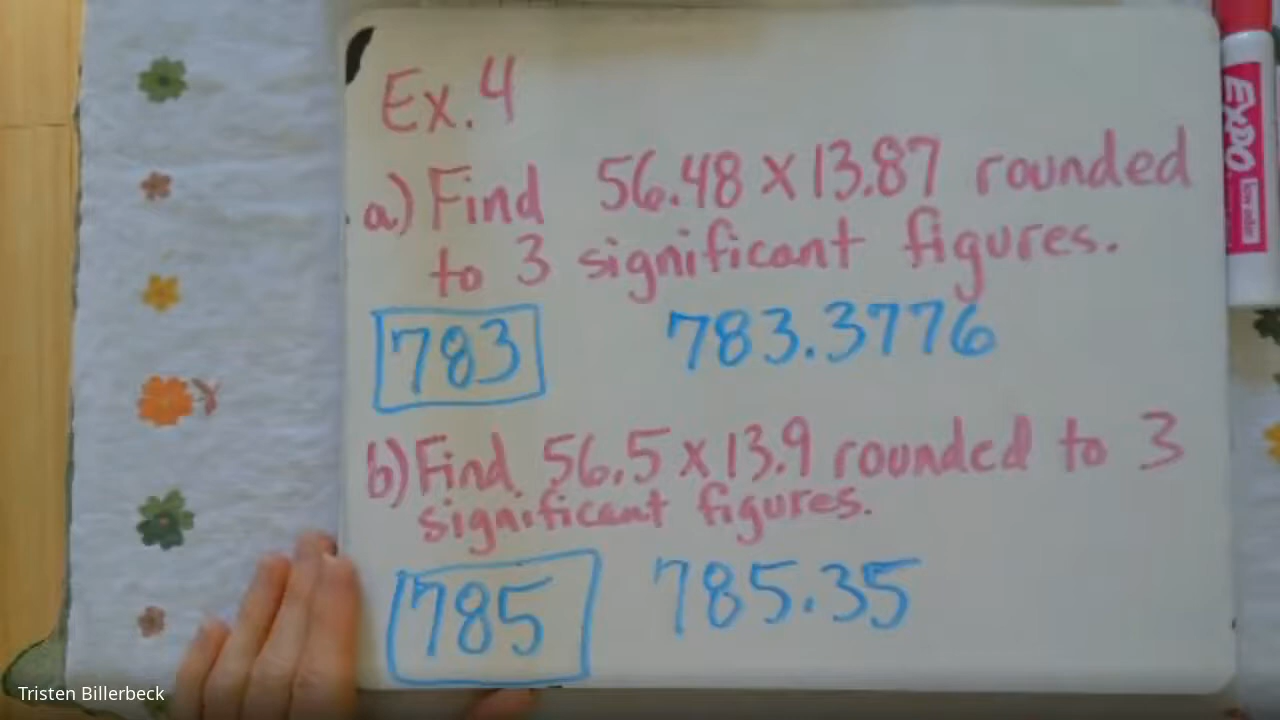 Ex. 4
a) Find 56.48 x 13.87 rounded
to 3 significant figures.
783 783.3776
b) Find 56.5 x 13.9 rounded to 3
significant figures.
785 785.35
EXPO
Tristen Billerbeck